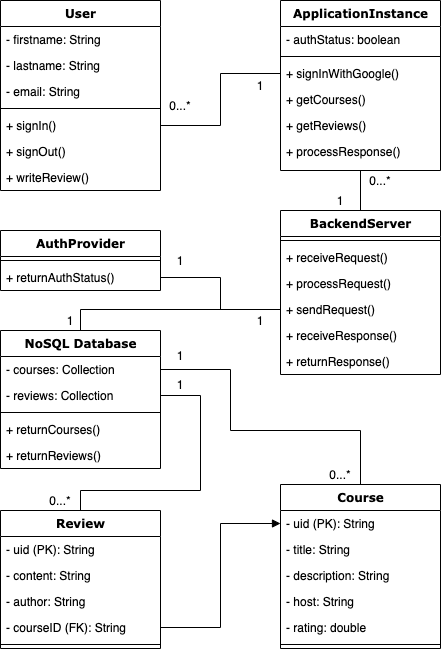 User
- firstname: String
- lastname: String
- email: String
+ signIn()
+ signOut()
+ writeReview()
0...*
1
ApplicationInstance
- authStatus: boolean
+ signInWithGoogle()
+ getCourses()
+ getReviews()
+ processResponse()
0...*
1
AuthProvider
+ returnAuthStatus()
1
BackendServer
+ receiveRequest()
+ processRequest()
+ sendRequest()
+ receiveResponse()
+ returnResponse()
1
1
NoSQL Database
- courses: Collection
- reviews: Collection
+ returnCourses()
+ returnReviews()
1
1
0...*
0...*
Review
- uid (PK): String
- content: String
- author: String
- courseID (FK): String
Course
- uid (PK): String
- title: String
- description: String
- host: String
- rating: double